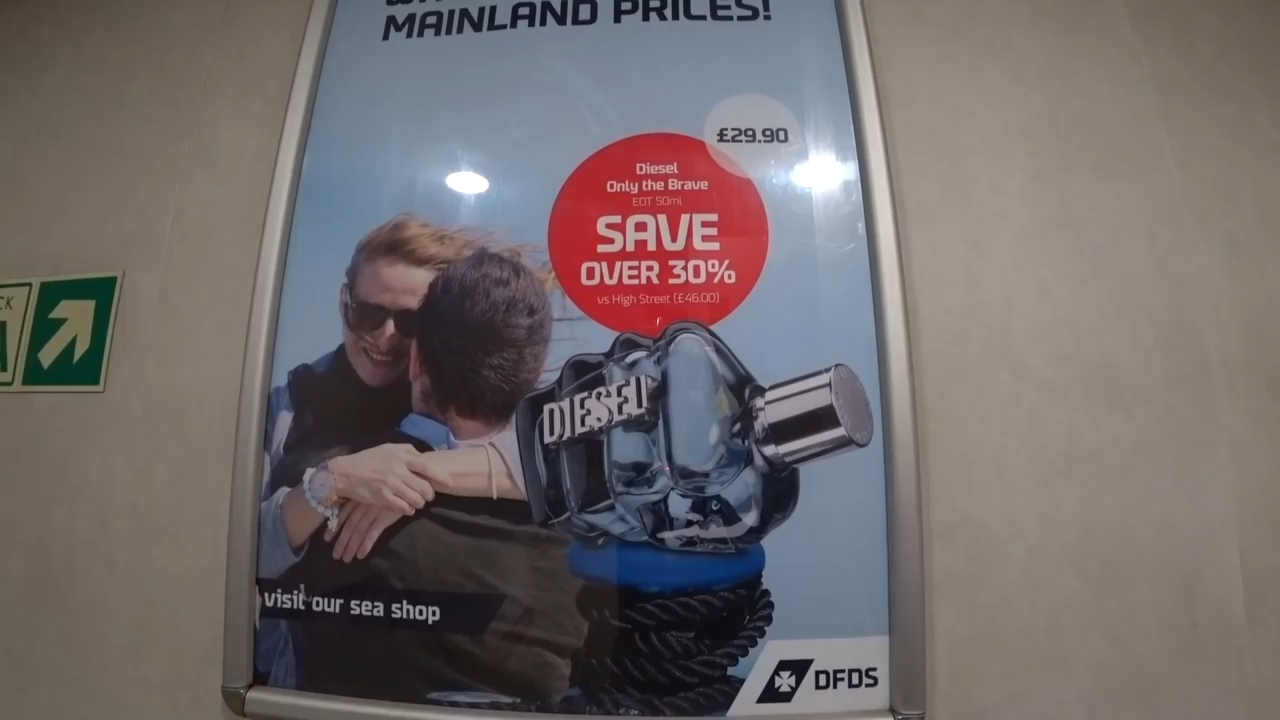 MAINLAND PRICES!
£29.90
Diesel
Only the Brave
EDT 50ml
SAVE
OVER 30%
vs High Street (£46.00)
DIESEL
visit our sea shop
DFDS